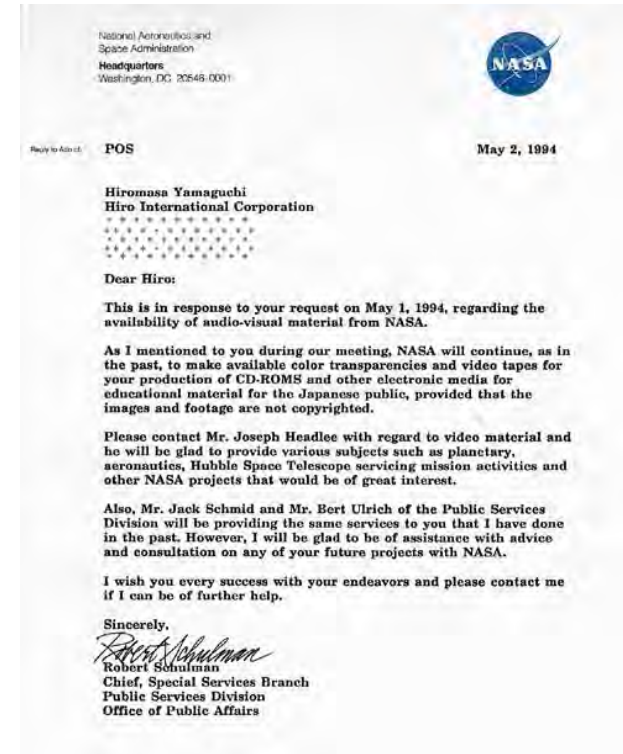 National Aeronautics and
Space Administration
Headquarters
Washington, DC 20546-0001
NASA
Reply to Attn of:
POS
May 2, 1994
Hiromasa Yamaguchi
Hiro International Corporation
Dear Hiro:
This is in response to your request on May 1, 1994, regarding the
availability of audio-visual material from NASA.
As I mentioned to you during our meeting, NASA will continue, as in
the past, to make available color transparencies and video tapes for
your production of CD-ROMS and other electronic media for
educational material for the Japanese public, provided that the
images and footage are not copyrighted.
Please contact Mr. Joseph Headlee with regard to video material and
he will be glad to provide various subjects such as planetary,
aeronautics, Hubble Space Telescope servicing mission activities and
other NASA projects that would be of great interest.
Also, Mr. Jack Schmid and Mr. Bert Ulrich of the Public Services
Division will be providing the same services to you that I have done
in the past. However, I will be glad to be of assistance with advice
and consultation on any of your future projects with NASA.
I wish you every success with your endeavors and please contact me
if I can be of further help.
Sincerely,
Robert Schulman
Robert Schulman
Chief, Special Services Branch
Public Services Division
Office of Public Affairs